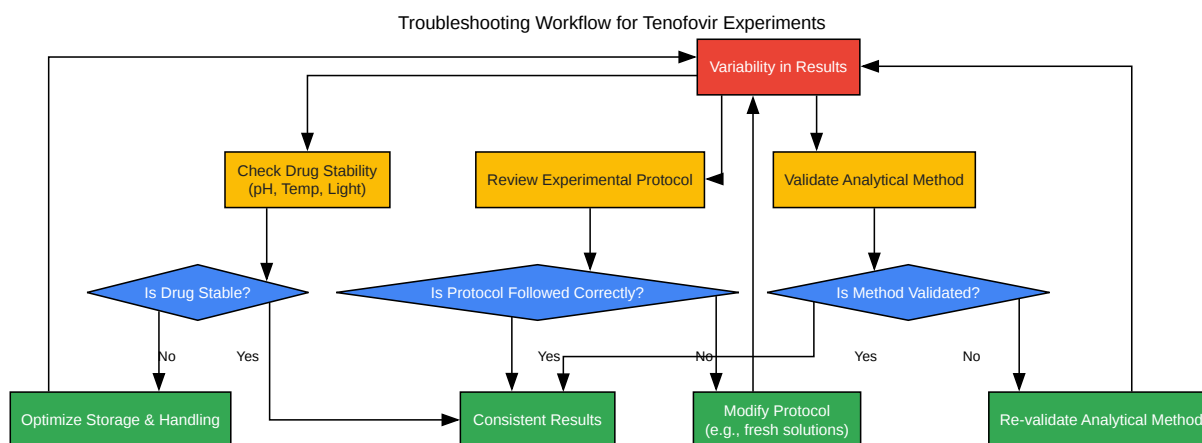 Troubleshooting Workflow for Tenofovir Experiments
Variability in Results
Check Drug Stability
(pH, Temp, Light)
Review Experimental Protocol
Validate Analytical Method
Is Drug Stable?
Is Protocol Followed Correctly?
Is Method Validated?
No
Yes
Yes
No
Yes
No
Optimize Storage & Handling
Consistent Results
Modify Protocol
(e.g., fresh solutions)
Re-validate Analytical Method